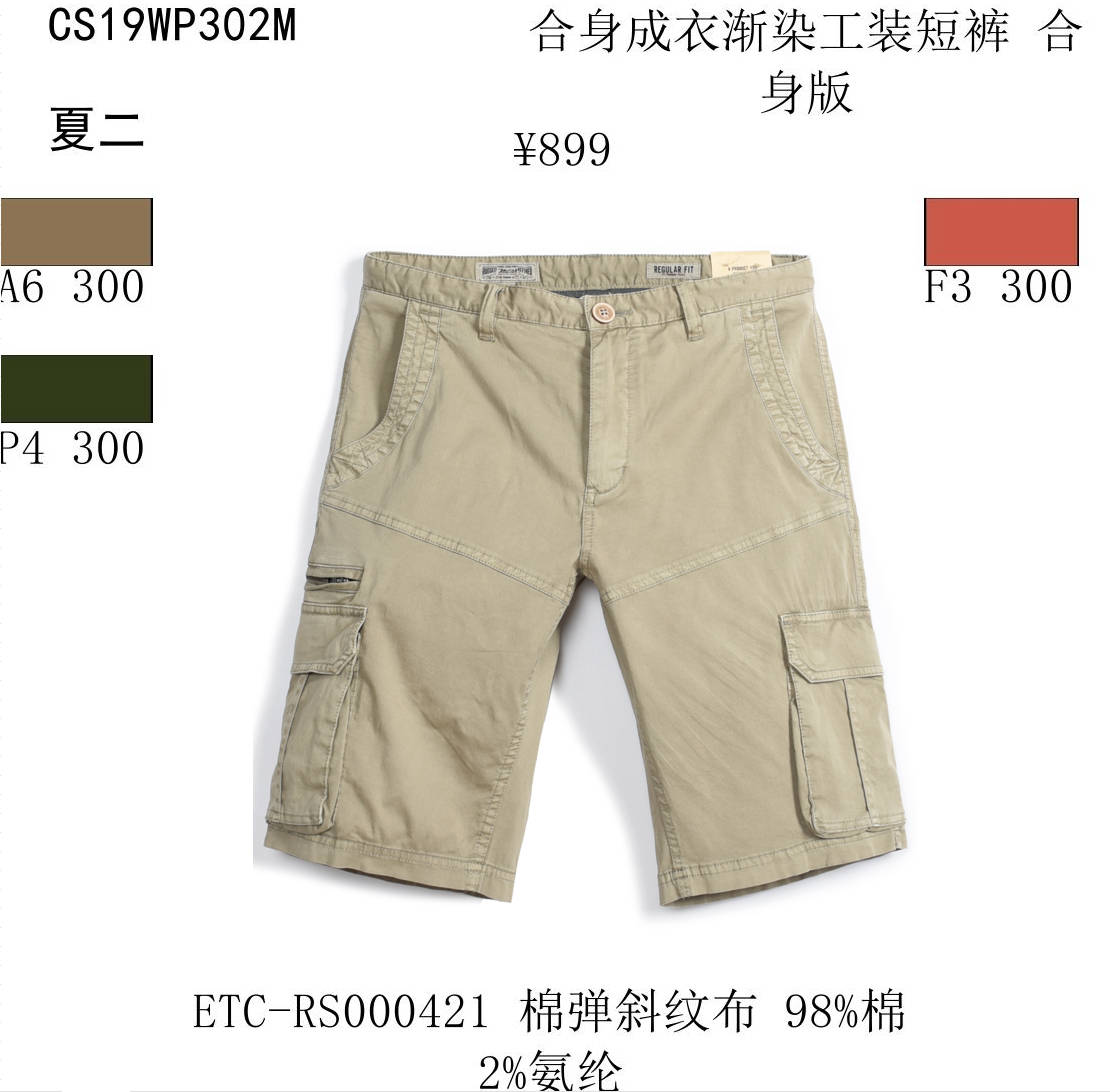 CS19WP302M
合身成衣渐染工装短裤 合
身版
夏二
¥899
A6 300
F3 300
P4 300
REGULAR FIT
ETC-RS000421 棉弹斜纹布 98%棉
2%氨纶